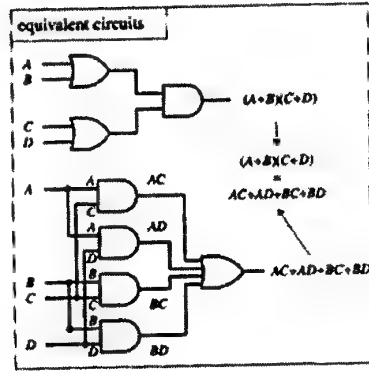 equivalent circuits
A
B
(A+B)(C+D)
C
D
(A+B)(C+D)
=
AC+AD+BC+BD
A
A
C
AC
A
D
AD
B
C
B
C
BC
AC+AD+BC+BD
D
B
D
BD